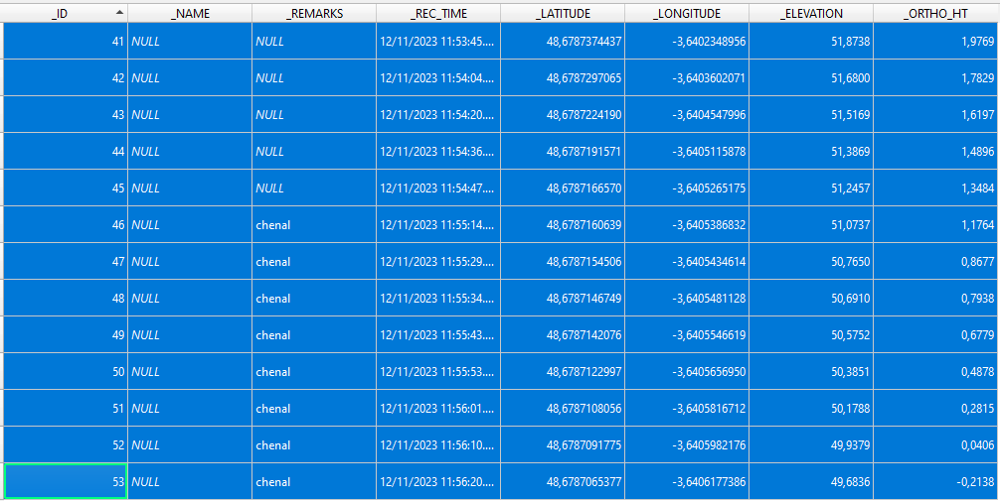 _ID _NAME _REMARKS _REC_TIME _LATITUDE _LONGITUDE _ELEVATION _ORTHO_HT
41 NULL NULL 12/11/2023 11:53:45.... 48,6787374437 -3,6402348956 51,8738 1,9769
42 NULL NULL 12/11/2023 11:54:04.... 48,6787297065 -3,6403602071 51,6800 1,7829
43 NULL NULL 12/11/2023 11:54:20.... 48,6787224190 -3,6404547996 51,5169 1,6197
44 NULL NULL 12/11/2023 11:54:36.... 48,6787191571 -3,6405115878 51,3869 1,4896
45 NULL NULL 12/11/2023 11:54:47.... 48,6787166570 -3,6405265175 51,2457 1,3484
46 NULL chenal 12/11/2023 11:55:14.... 48,6787160639 -3,6405386832 51,0737 1,1764
47 NULL chenal 12/11/2023 11:55:29.... 48,6787154506 -3,6405434614 50,7650 0,8677
48 NULL chenal 12/11/2023 11:55:34.... 48,6787146749 -3,6405481128 50,6910 0,7938
49 NULL chenal 12/11/2023 11:55:43.... 48,6787142076 -3,6405546619 50,5752 0,6779
50 NULL chenal 12/11/2023 11:55:53.... 48,6787122997 -3,6405656950 50,3851 0,4878
51 NULL chenal 12/11/2023 11:56:01.... 48,6787108056 -3,6405816712 50,1788 0,2815
52 NULL chenal 12/11/2023 11:56:10.... 48,6787091775 -3,6405982176 49,9379 0,0406
53 NULL chenal 12/11/2023 11:56:20.... 48,6787065377 -3,6406177386 49,6836 -0,2138